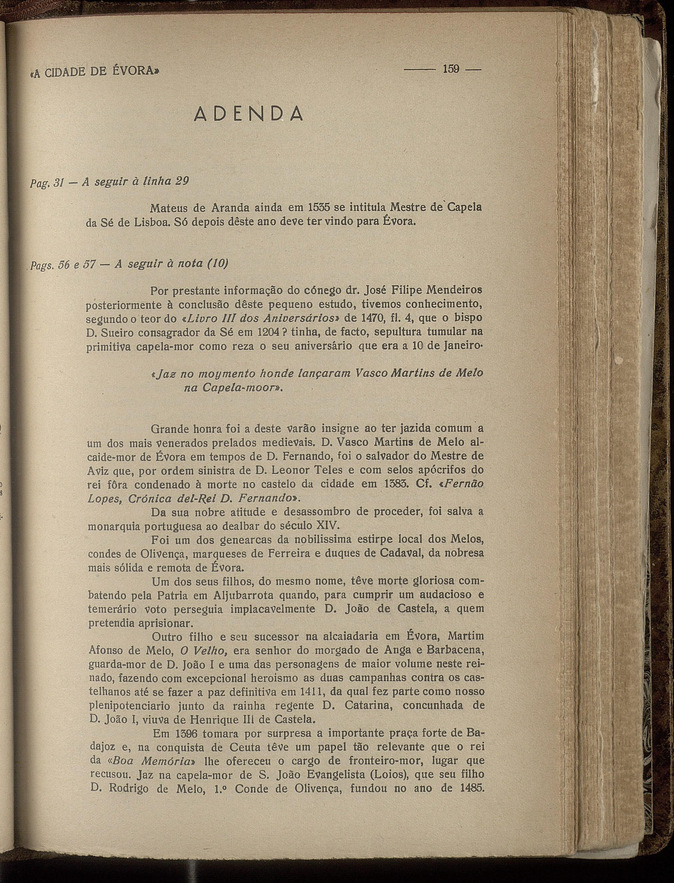 «A CIDADE DE ÉVORA»
— 159 —
ADENDA
Pag. 31 — A seguir à linha 29
Mateus de Aranda ainda em 1535 se intitula Mestre de Capela
da Sé de Lisboa. Só depois dêste ano deve ter vindo para Évora.
Pags. 56 e 57 — A seguir à nota (10)
Por prestante informação do cónego dr. José Filipe Mendeiros
posteriormente à conclusão dêste pequeno estudo, tivemos conhecimento,
segundo o teor do «Livro III dos Aniversários» de 1470, fl. 4, que o bispo
D. Sueiro consagrador da Sé em 1204? tinha, de facto, sepultura tumular na
primitiva capela-mor como reza o seu aniversário que era a 10 de Janeiro·
«Jaz no moymento honde lançaram Vasco Martins de Melo
na Capela-moor».
Grande honra foi a deste varão insigne ao ter jazida comum a
um dos mais venerados prelados medievais. D. Vasco Martins de Melo al-
caide-mor de Évora em tempos de D. Fernando, foi o salvador do Mestre de
Aviz que, por ordem sinistra de D. Leonor Teles e com selos apócrifos do
rei fôra condenado à morte no castelo da cidade em 1383. Cf. «Fernão
Lopes, Crónica del-Rei D. Fernando».
Da sua nobre atitude e desassombro de proceder, foi salva a
monarquia portuguesa ao dealbar do século XIV.
Foi um dos genearcas da nobilissima estirpe local dos Melos,
condes de Olivença, marqueses de Ferreira e duques de Cadaval, da nobresa
mais sólida e remota de Évora.
Um dos seus filhos, do mesmo nome, têve morte gloriosa com-
batendo pela Patria em Aljubarrota quando, para cumprir um audacioso e
temerário voto perseguia implacavelmente D. João de Castela, a quem
pretendia aprisionar.
Outro filho e seu sucessor na alcaiadaria em Évora, Martim
Afonso de Melo, O Velho, era senhor do morgado de Anga e Barbacena,
guarda-mor de D. João I e uma das personagens de maior volume neste rei-
nado, fazendo com excepcional heroismo as duas campanhas contra os cas-
telhanos até se fazer a paz definitiva em 1411, da qual fez parte como nosso
plenipotenciario junto da rainha regente D. Catarina, concunhada de
D. João I, viuva de Henrique III de Castela.
Em 1396 tomara por surpresa a importante praça forte de Ba-
dajoz e, na conquista de Ceuta têve um papel tão relevante que o rei
da «Boa Memória» lhe ofereceu o cargo de fronteiro-mor, lugar que
recusou. Jaz na capela-mor de S. João Evangelista (Loios), que seu filho
D. Rodrigo de Melo, 1.º Conde de Olivença, fundou no ano de 1485.